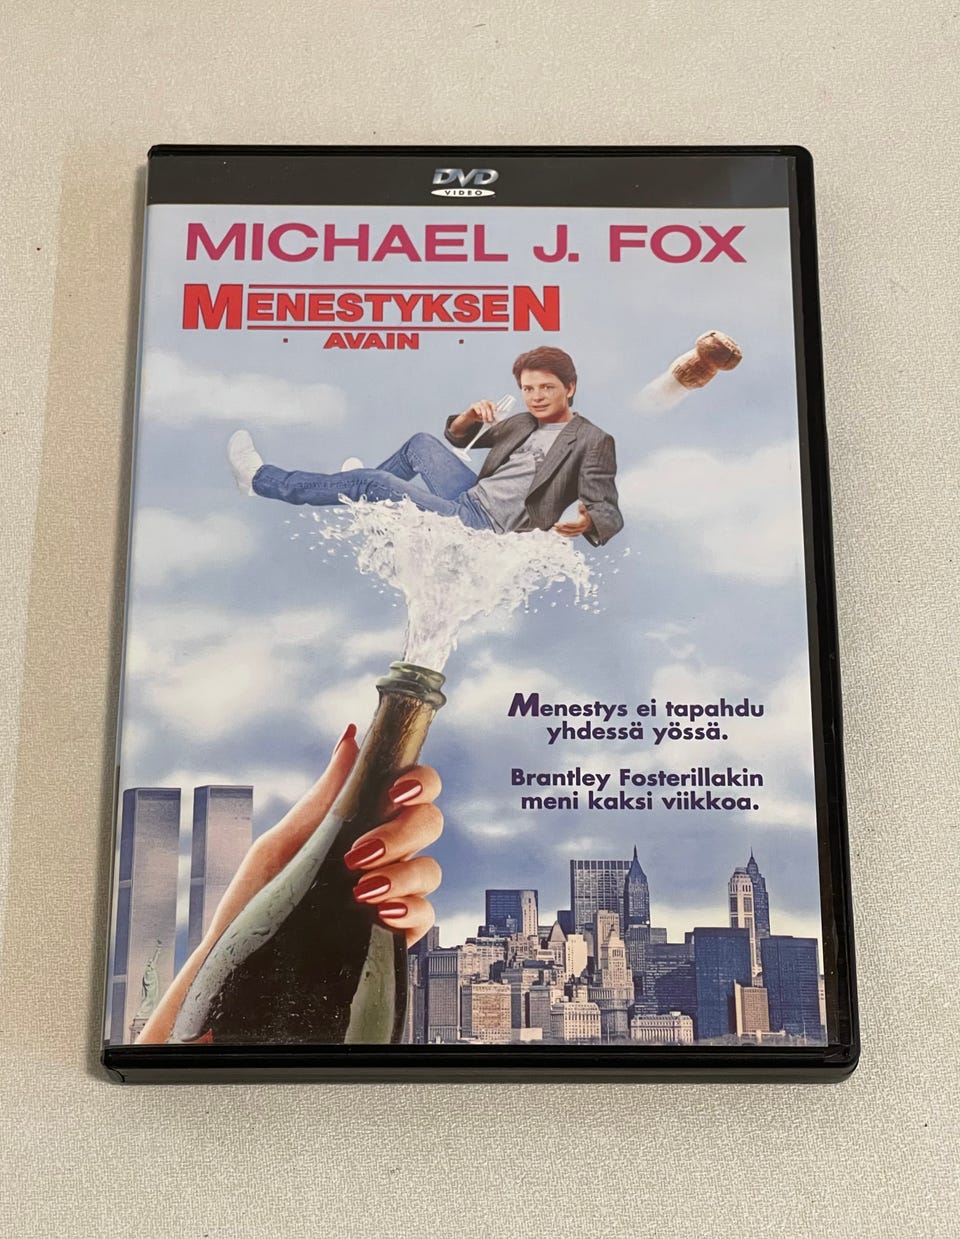 DVD
VIDEO
MICHAEL J. FOX
MENESTYKSEN
AVAIN
Menestys ei tapahdu
yhdessä yössä.
Brantley Fosterillakin
meni kaksi viikkoa.